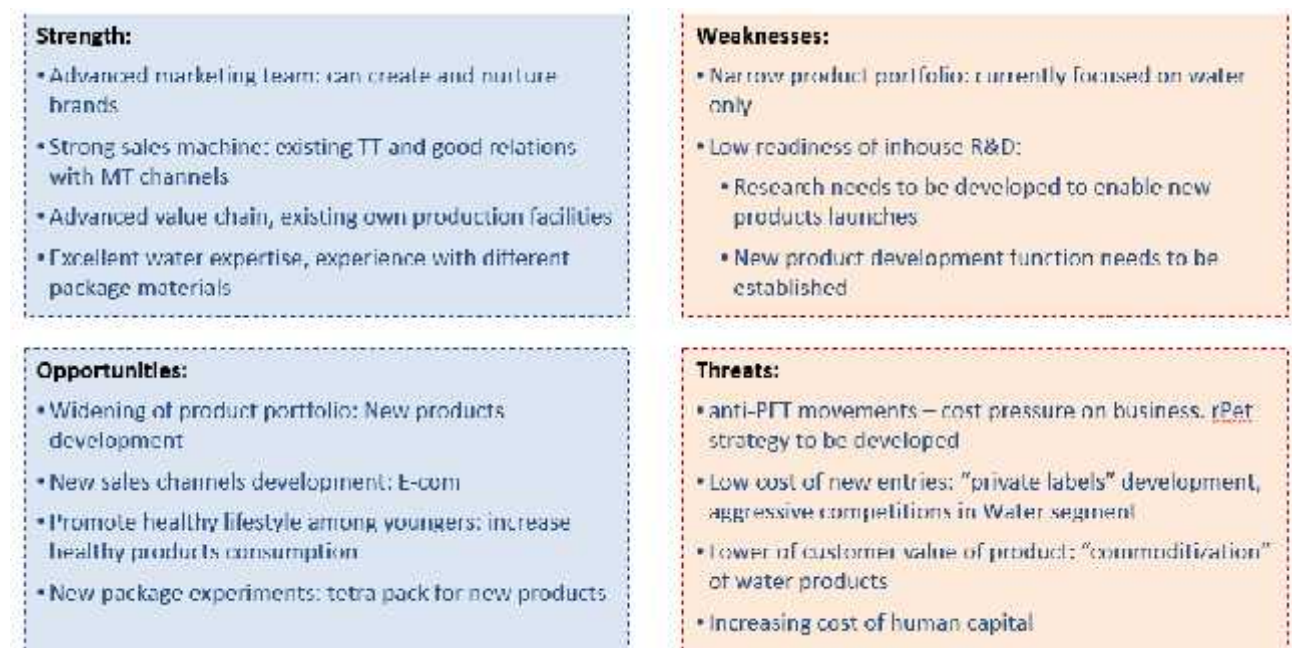 Strength:
• Advanced marketing team: can create and nurture
brands
• Strong sales machine: existing TT and good relations
with MT channels
• Advanced value chain, existing own production facilities
• Excellent water expertise, experience with different
package materials
Weaknesses:
• Narrow product portfolio: currently focused on water
only
• Low readiness of inhouse R&D:
• Research needs to be developed to enable new
products launches
• New product development function needs to be
established
Opportunities:
• Widening of product portfolio: New products
development
• New sales channels development: E-com
• Promote healthy lifestyle among youngers: increase
healthy products consumption
• New package experiments: tetra pack for new products
Threats:
• anti-PET movements – cost pressure on business. rPet
strategy to be developed
• Low cost of new entries: "private labels" development,
aggressive competitions in Water segment
• Lower of customer value of product: "commoditization"
of water products
• Increasing cost of human capital